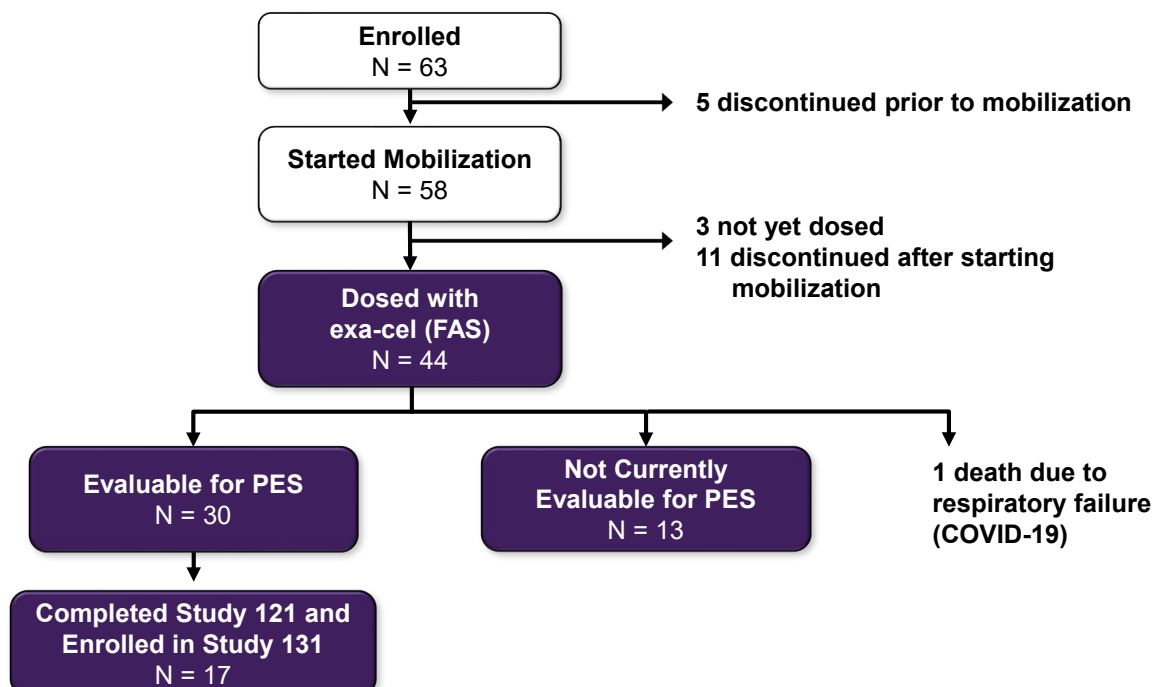 Enrolled
N = 63
5 discontinued prior to mobilization
Started Mobilization
N = 58
3 not yet dosed
11 discontinued after starting
mobilization
Dosed with
exa-cel (FAS)
N = 44
Evaluable for PES
N = 30
Not Currently
Evaluable for PES
N = 13
1 death due to
respiratory failure
(COVID-19)
Completed Study 121 and
Enrolled in Study 131
N = 17